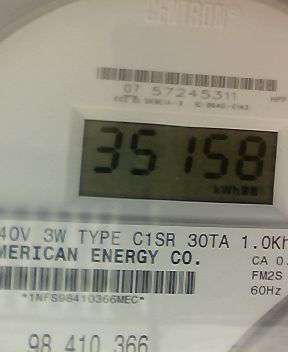 CENTRON®
07 57245311
35158
kWh
40V 3W TYPE C1SR 30TA 1.0Kh
MERICAN ENERGY CO.
CA 0.
FM2S
60Hz
*1NFS98410366MEC*
98 410 366